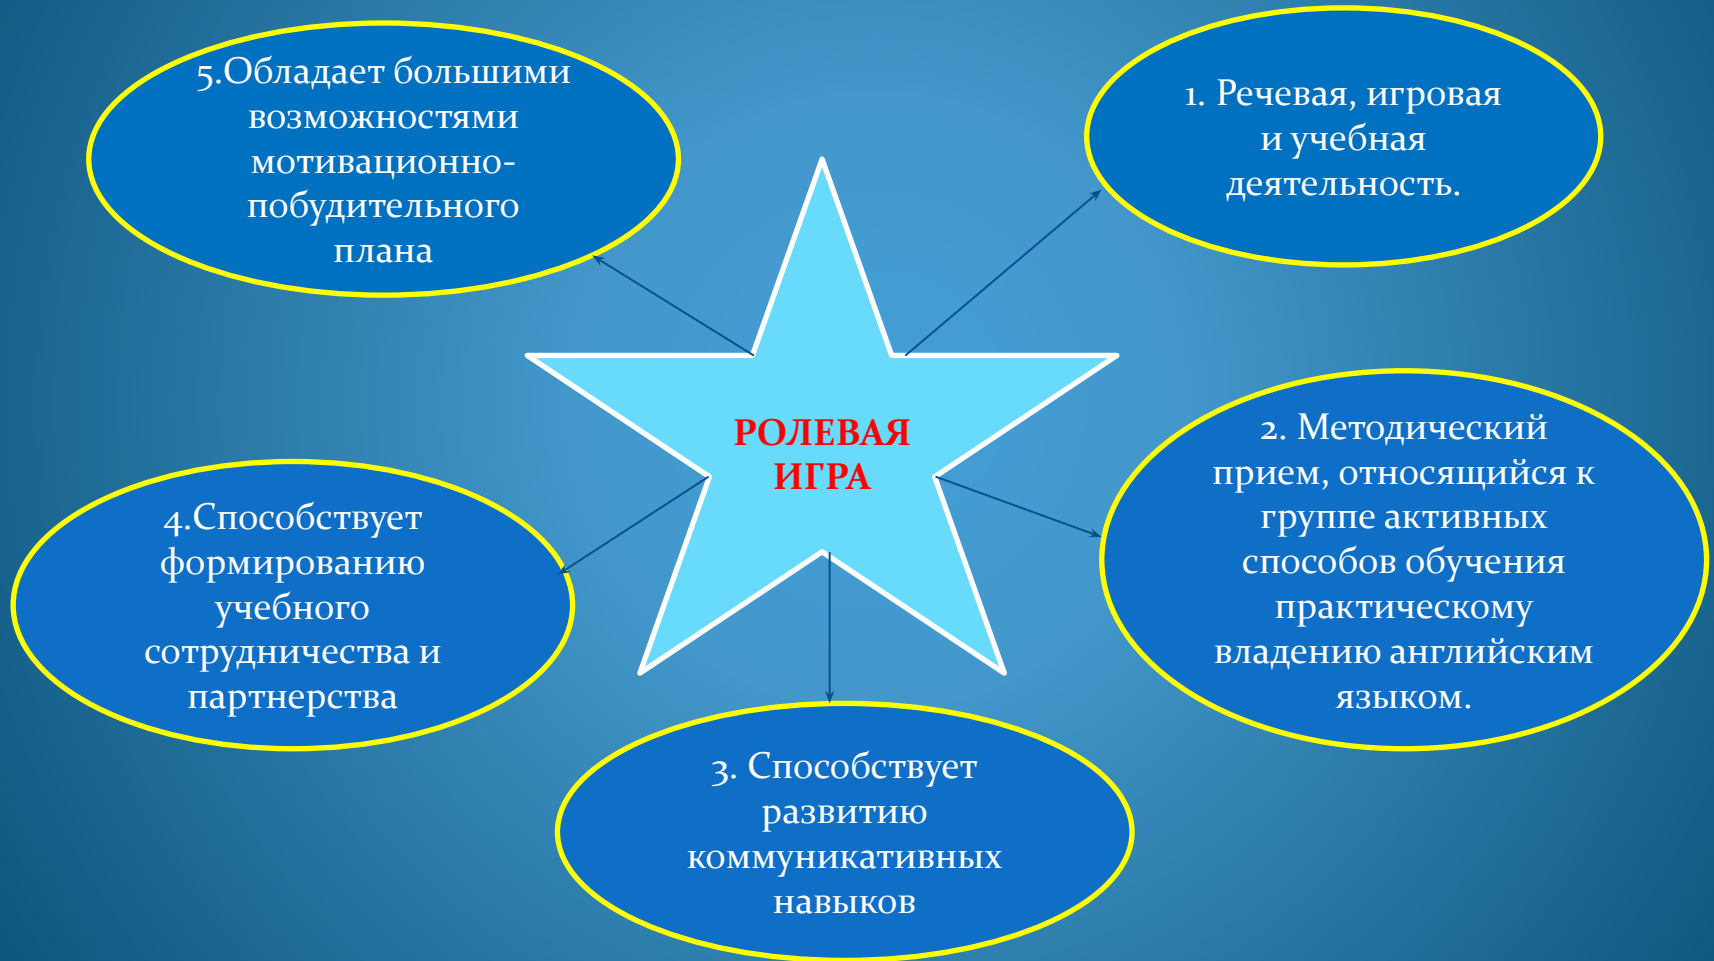 РОЛЕВАЯ
ИГРА
1. Речевая, игровая
и учебная
деятельность.
2. Методический
прием, относящийся к
группе активных
способов обучения
практическому
владению английским
языком.
3. Способствует
развитию
коммуникативных
навыков
4.Способствует
формированию
учебного
сотрудничества и
партнерства
5.Обладает большими
возможностями
мотивационно-
побудительного
плана